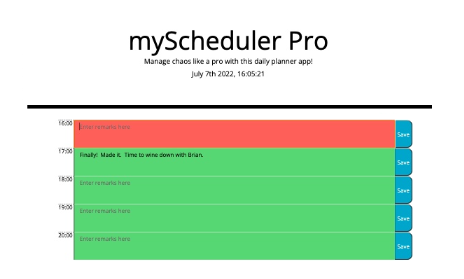 myScheduler Pro
Manage chaos like a pro with this daily planner app!
July 7th 2022, 16:05:21
16:00 Enter remarks here Save
17:00 Finally! Made it. Time to wine down with Brian. Save
18:00 Enter remarks here Save
19:00 Enter remarks here Save
20:00 Enter remarks here Save